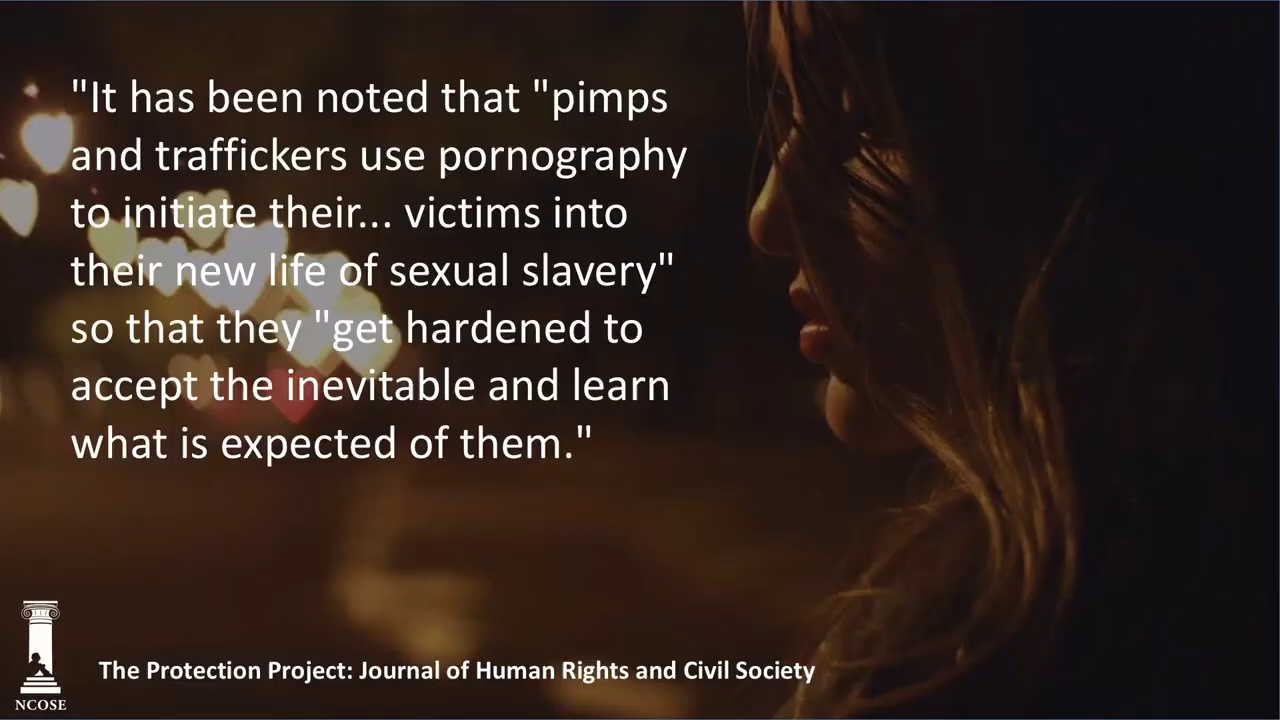 "It has been noted that "pimps
and traffickers use pornography
to initiate their... victims into
their new life of sexual slavery"
so that they "get hardened to
accept the inevitable and learn
what is expected of them."
The Protection Project: Journal of Human Rights and Civil Society
NCOSE